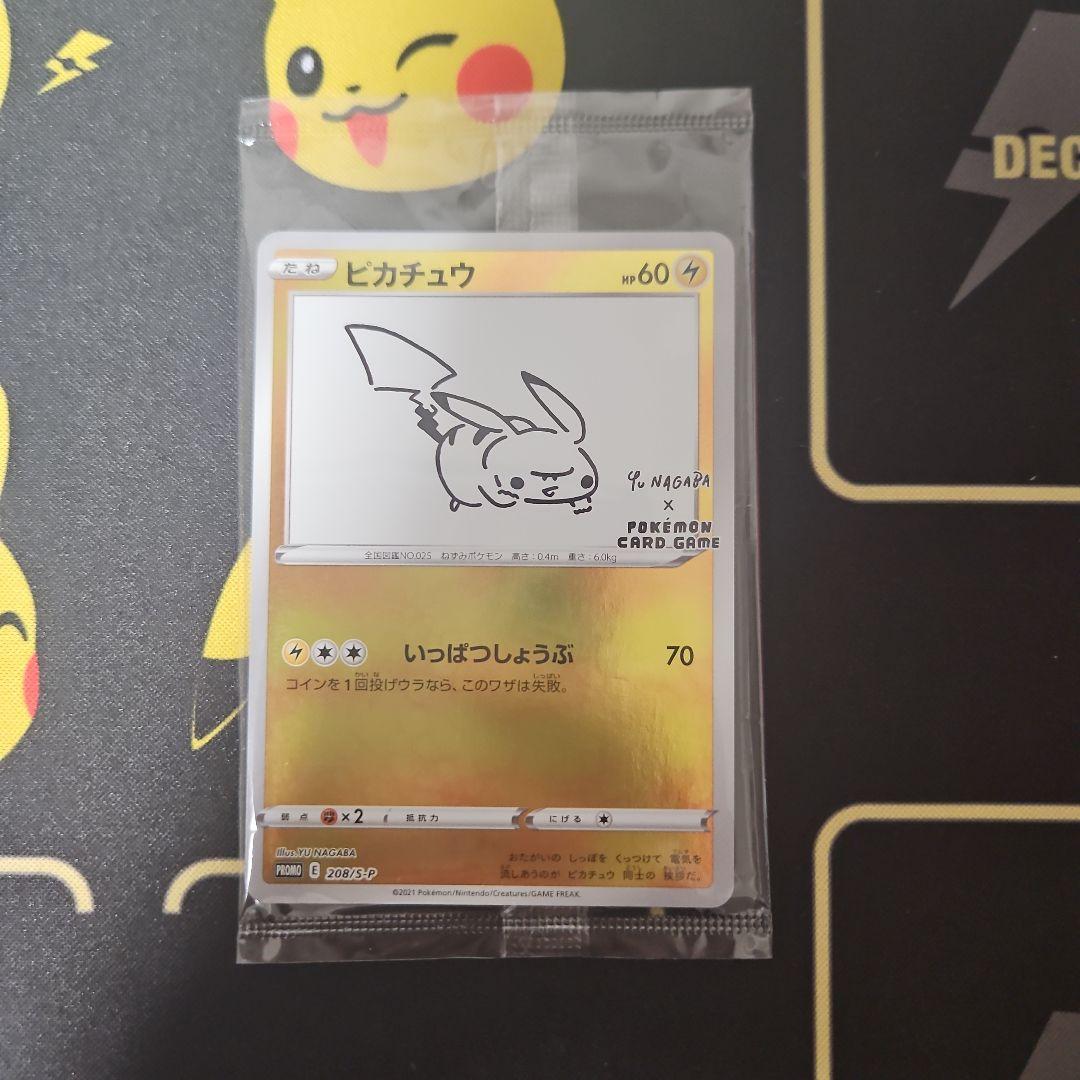 DEC
たね ピカチュウ HP60
Yu NAGABA
X
POKÉMON
CARD GAME
全国図鑑NO.025 ねずみポケモン 高さ:0.4m 重さ:6.0kg
いっぱつしょうぶ 70
コインを1回投げウラなら、このワザは失敗。
弱点 ×2 抵抗力 にげる
Illus.YU NAGABA
PROMO E 208/S-P
おたがいの しっぽを くっつけて 電気を
流しあうのが ピカチュウ 同士の 挨拶だ。
©2021 Pokémon/Nintendo/Creatures/GAME FREAK.